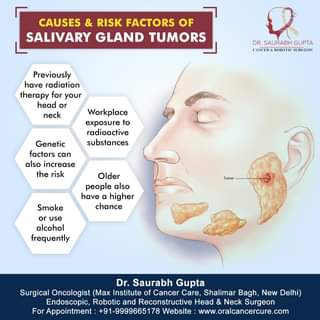 CAUSES & RISK FACTORS OF
SALIVARY GLAND TUMORS
DR. SAURABH GUPTA
CANCER & ROBOTIC SURGEON
Previously
have radiation
therapy for your
head or
neck
Workplace
exposure to
radioactive
substances
Genetic
factors can
also increase
the risk
Older
people also
have a higher
chance
Smoke
or use
alcohol
frequently
Tumor
Dr. Saurabh Gupta
Surgical Oncologist (Max Institute of Cancer Care, Shalimar Bagh, New Delhi)
Endoscopic, Robotic and Reconstructive Head & Neck Surgeon
For Appointment : +91-9999665178 Website : www.oralcancercure.com